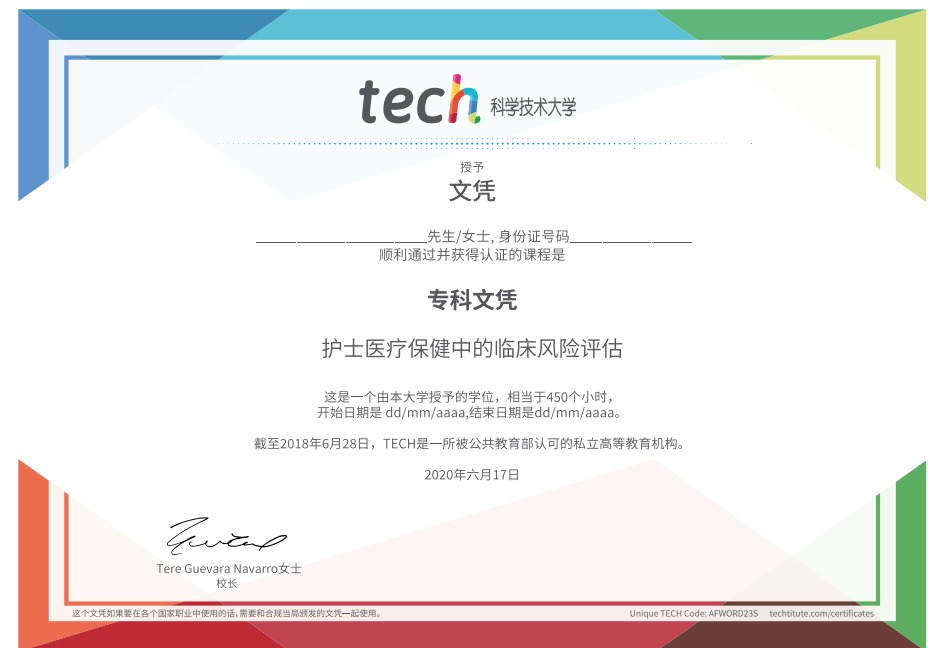 tech 科学技术大学
授予
文凭
____________________先生/女士, 身份证号码_______________
顺利通过并获得认证的课程是
专科文凭
护士医疗保健中的临床风险评估
这是一个由本大学授予的学位，相当于450个小时，
开始日期是 dd/mm/aaaa,结束日期是dd/mm/aaaa。
截至2018年6月28日，TECH是一所被公共教育部认可的私立高等教育机构。
2020年六月17日
Tere Guevara Navarro女士
校长
这个文凭如果要在各个国家职业中使用的话,需要和合规当局颁发的文凭一起使用。
Unique TECH Code: AFWORD23S techtitute.com/certificates